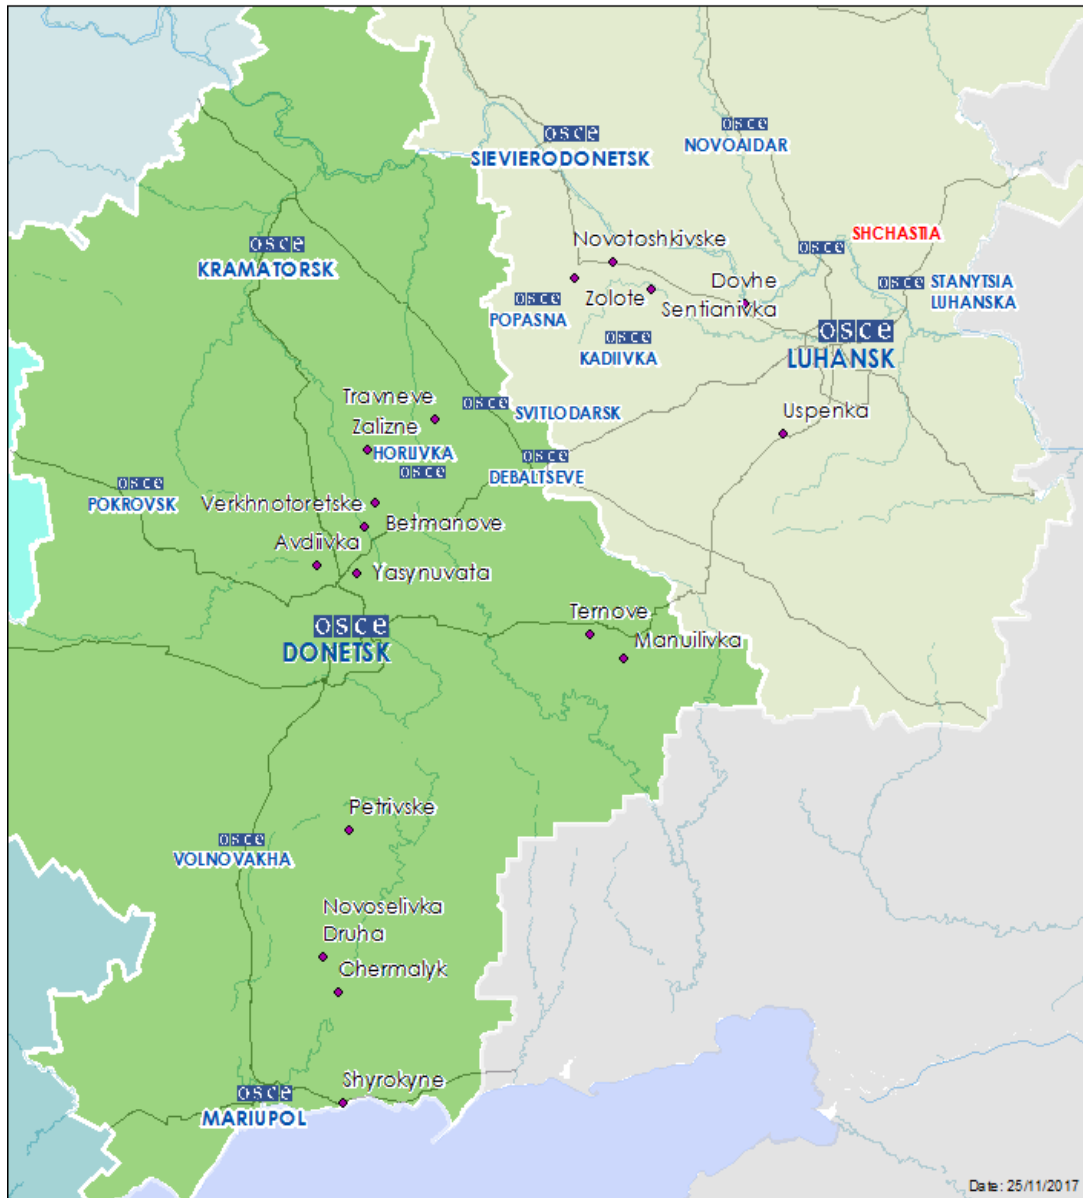 osce
NOVOAIDAR
osce
SIEVIERODONETSK
SHCHASTIA
osce
osce
KRAMATORSK
Novotoshkivske
Zolote
Sentianivka
Dovhe
osce
STANYTSIA
LUHANSKA
osce
POPASNA
osce
KADIIVKA
osce
LUHANSK
Travneve
osce
SVITLODARSK
Uspenka
Zalizne
HORLIVKA
osce
osce
DEBALTSEVE
osce
POKROVSK
Verkhnotoretske
Betmanove
Avdiivka
Yasynuvata
osce
DONETSK
Ternove
Manuilivka
Petrivske
osce
VOLNOVAKHA
Novoselivka
Druha
Chermalyk
Shyrokyne
osce
MARIUPOL
Date: 25/11/2017